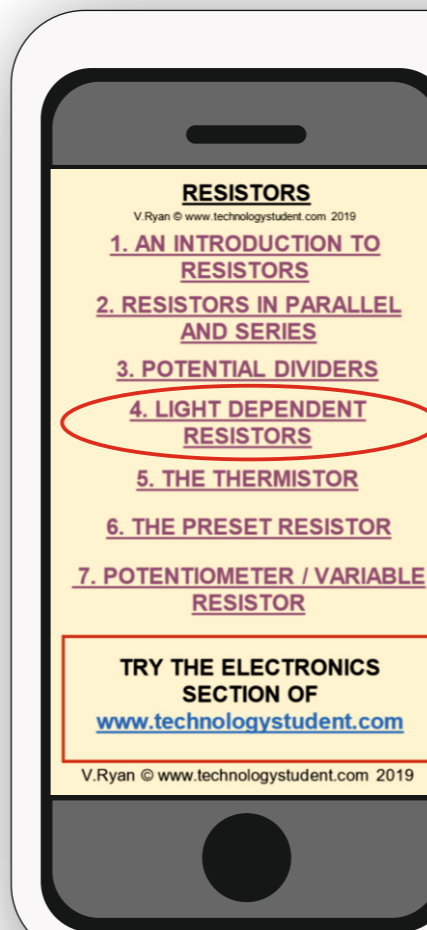 RESISTORS
V.Ryan © www.technologystudent.com 2019
1. AN INTRODUCTION TO
RESISTORS
2. RESISTORS IN PARALLEL
AND SERIES
3. POTENTIAL DIVIDERS
4. LIGHT DEPENDENT
RESISTORS
5. THE THERMISTOR
6. THE PRESET RESISTOR
7. POTENTIOMETER / VARIABLE
RESISTOR
TRY THE ELECTRONICS
SECTION OF
www.technologystudent.com
V.Ryan © www.technologystudent.com 2019